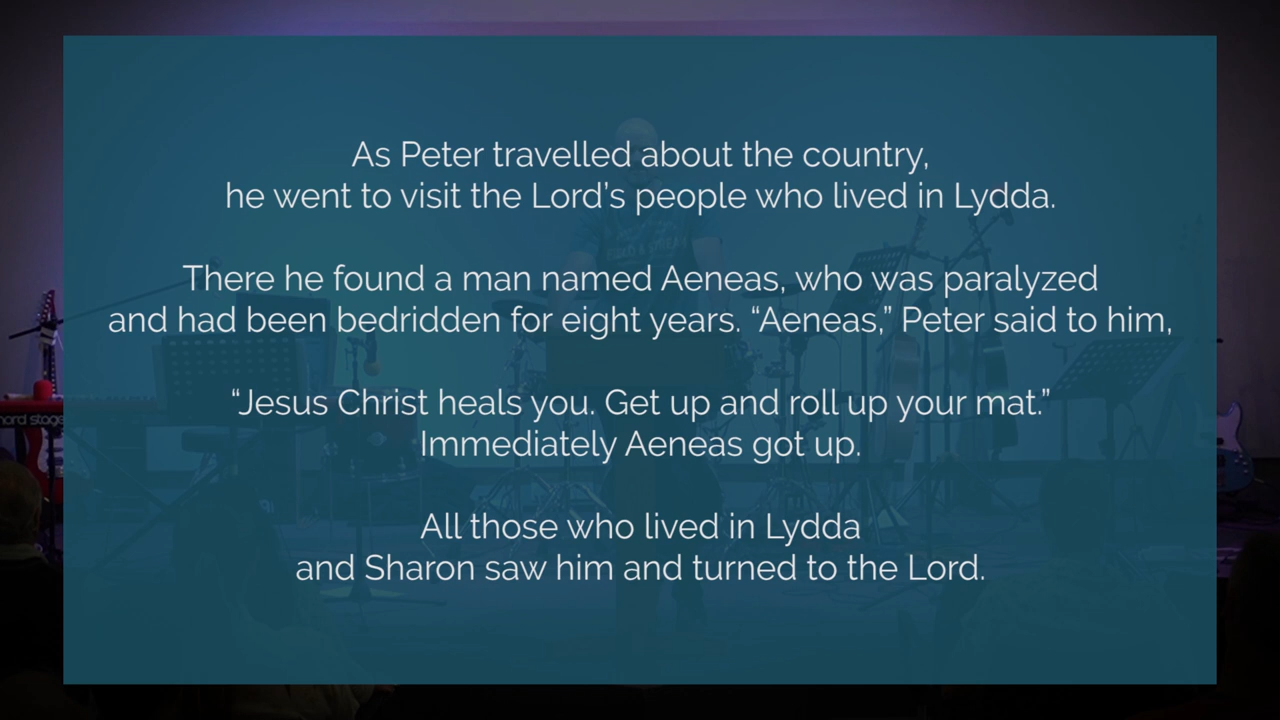 As Peter travelled about the country,
he went to visit the Lord’s people who lived in Lydda.
There he found a man named Aeneas, who was paralyzed
and had been bedridden for eight years. “Aeneas,” Peter said to him,
“Jesus Christ heals you. Get up and roll up your mat.”
Immediately Aeneas got up.
All those who lived in Lydda
and Sharon saw him and turned to the Lord.
nord stage